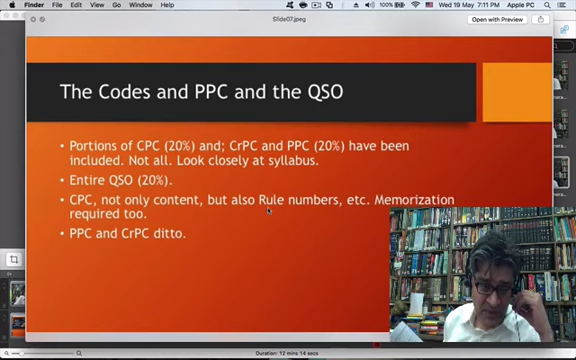 Finder File Edit View Go Window Help
100% Wed 19 May 7:11 PM Apple PC
Slide07.jpeg
Open with Preview
The Codes and PPC and the QSO
• Portions of CPC (20%) and; CrPC and PPC (20%) have been
included. Not all. Look closely at syllabus.
• Entire QSO (20%).
• CPC, not only content, but also Rule numbers, etc. Memorization
required too.
• PPC and CrPC ditto.
Duration: 12 mins 14 secs